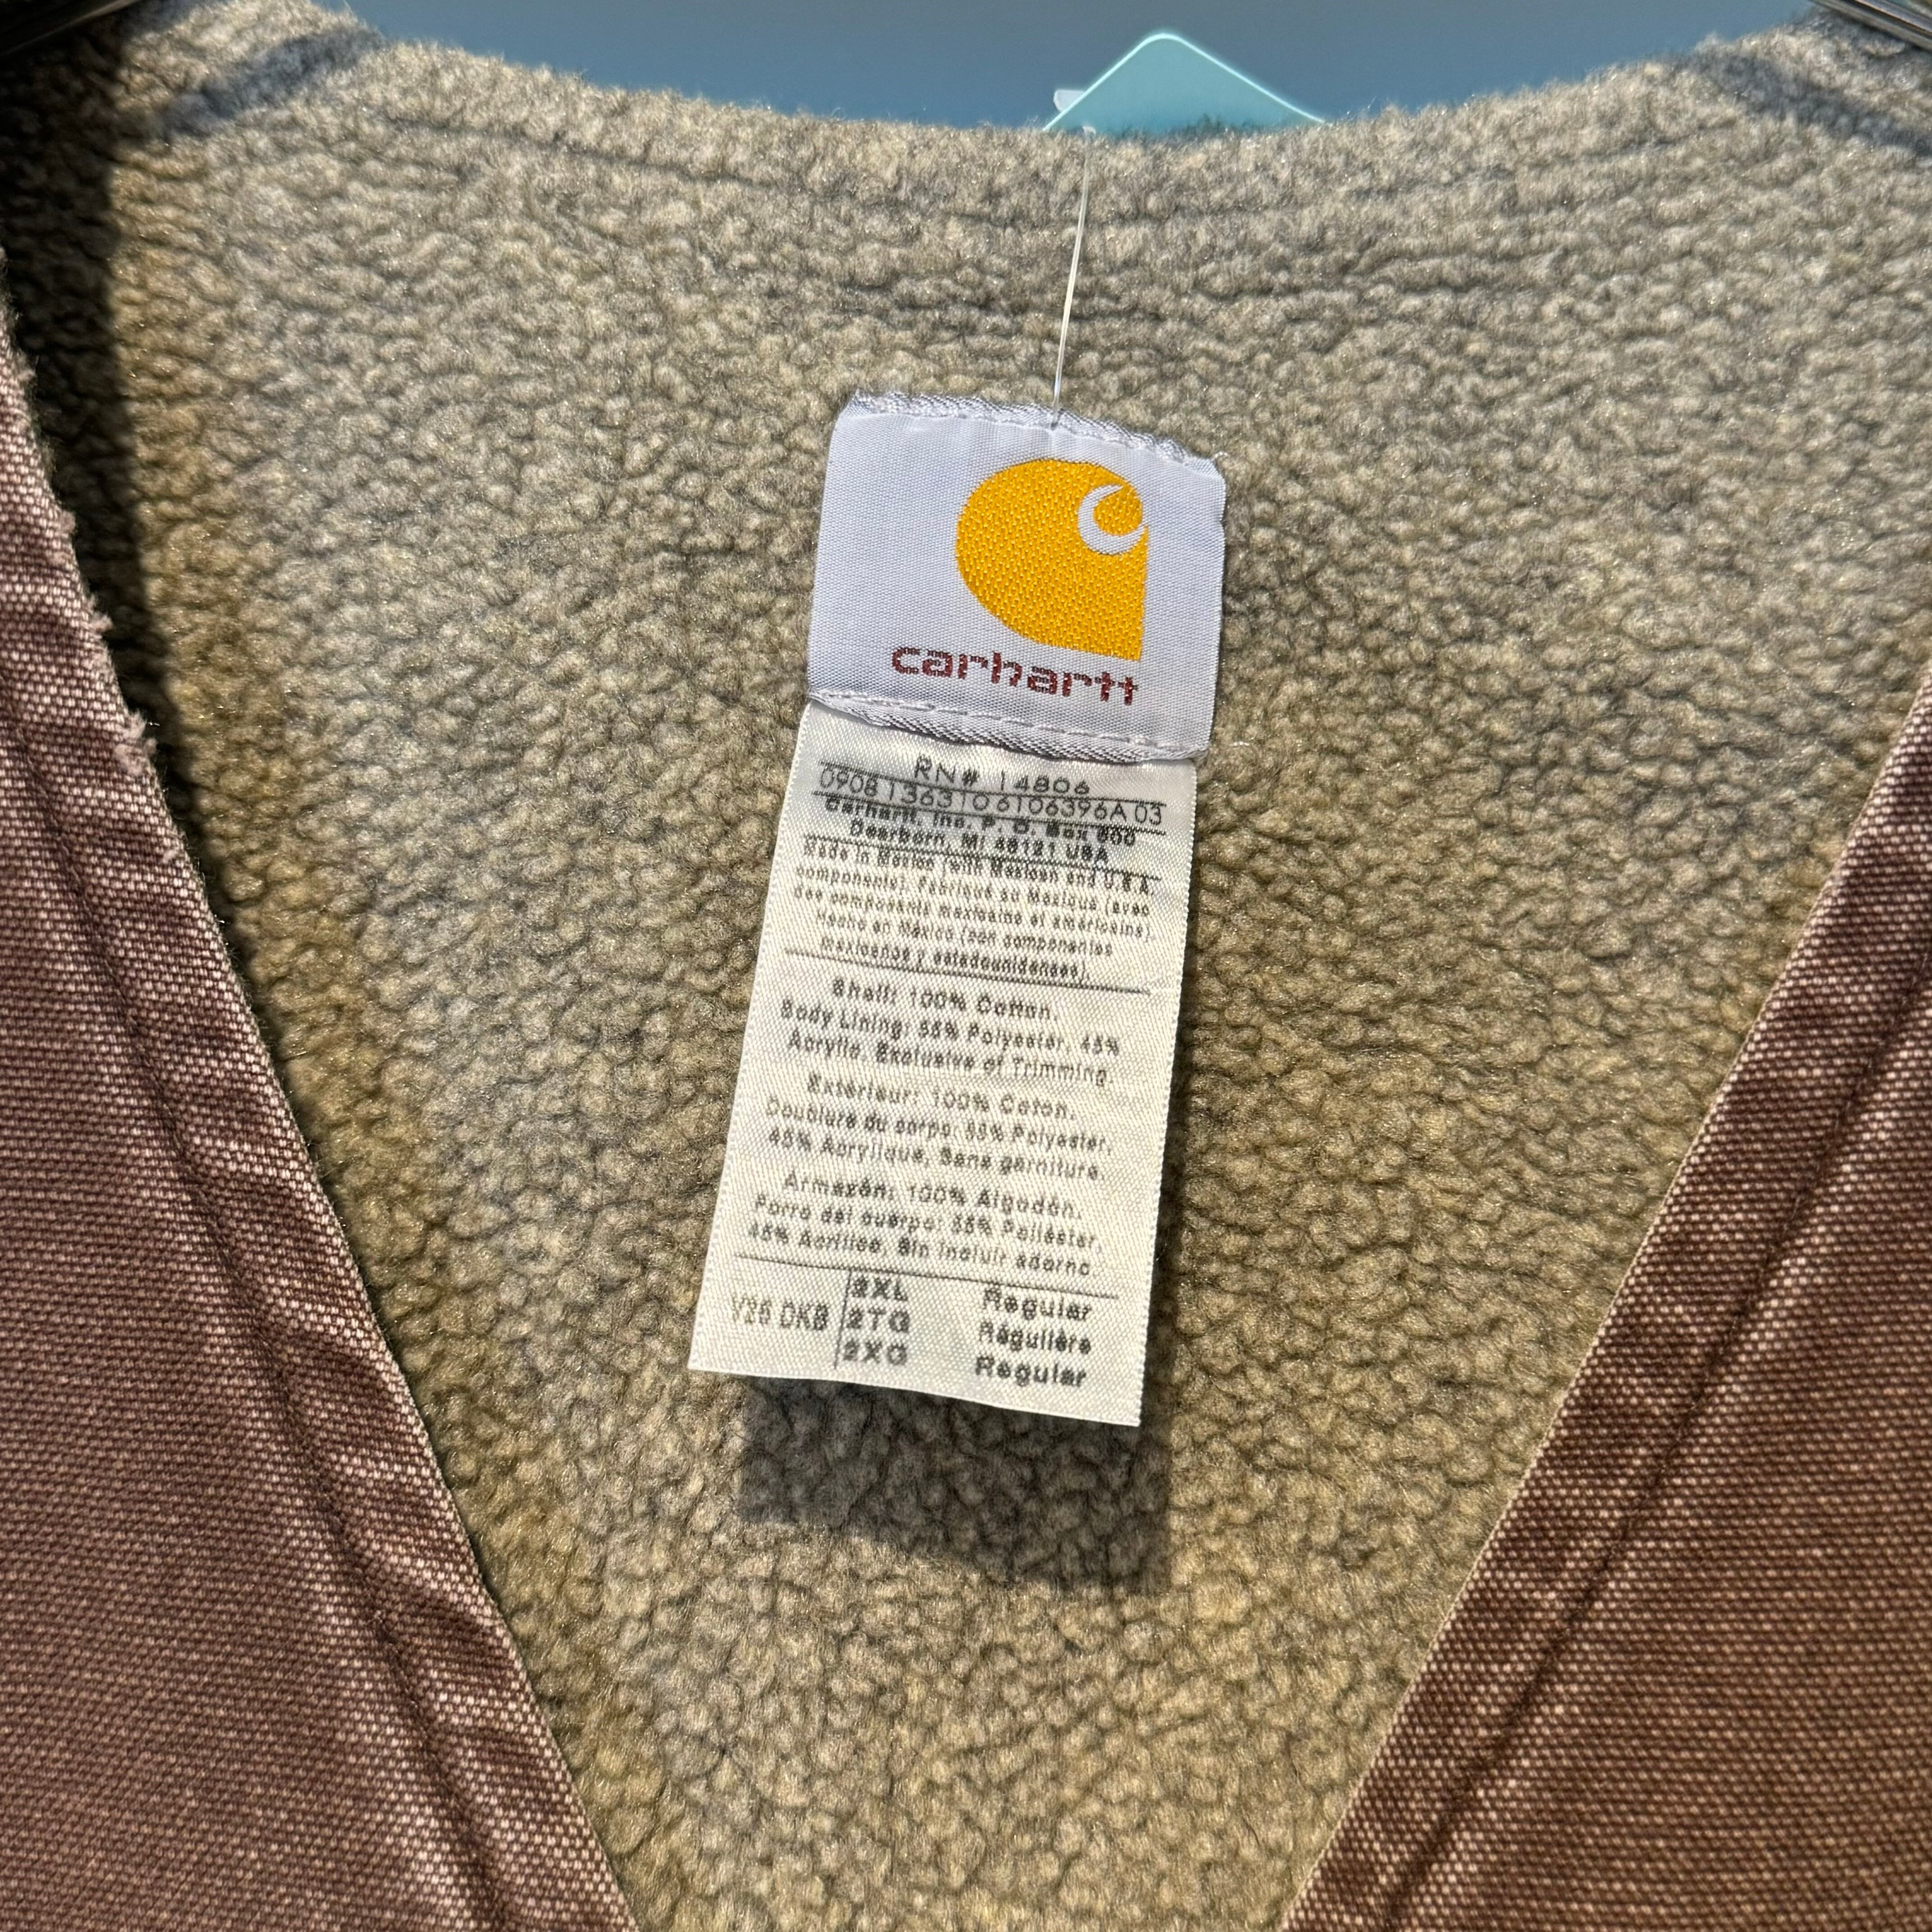 carhartt
RN# 14806
0908136310 6106396A 03
Carhartt, Inc. P. O. Box 600
Dearborn, MI 48121 USA
Made in Mexico (with Mexican and U.S.A.
components). Fabriqué au Mexique (avec
des composants mexicains et américains).
Hecho en México (con componentes
mexicanos y estadounidenses).
Shell: 100% Cotton.
Body Lining: 55% Polyester, 45%
Acrylic. Exclusive of Trimming.
Extérieur: 100% Coton.
Doublure du corps: 55% Polyester,
45% Acrylique, Sans garniture.
Armazón: 100% Algodón.
Forro del cuerpo: 55% Poliéster,
45% Acrílico, Sin incluir adorno.
V26 DKB
2XL Regular
2TG Régulière
2XG Regular